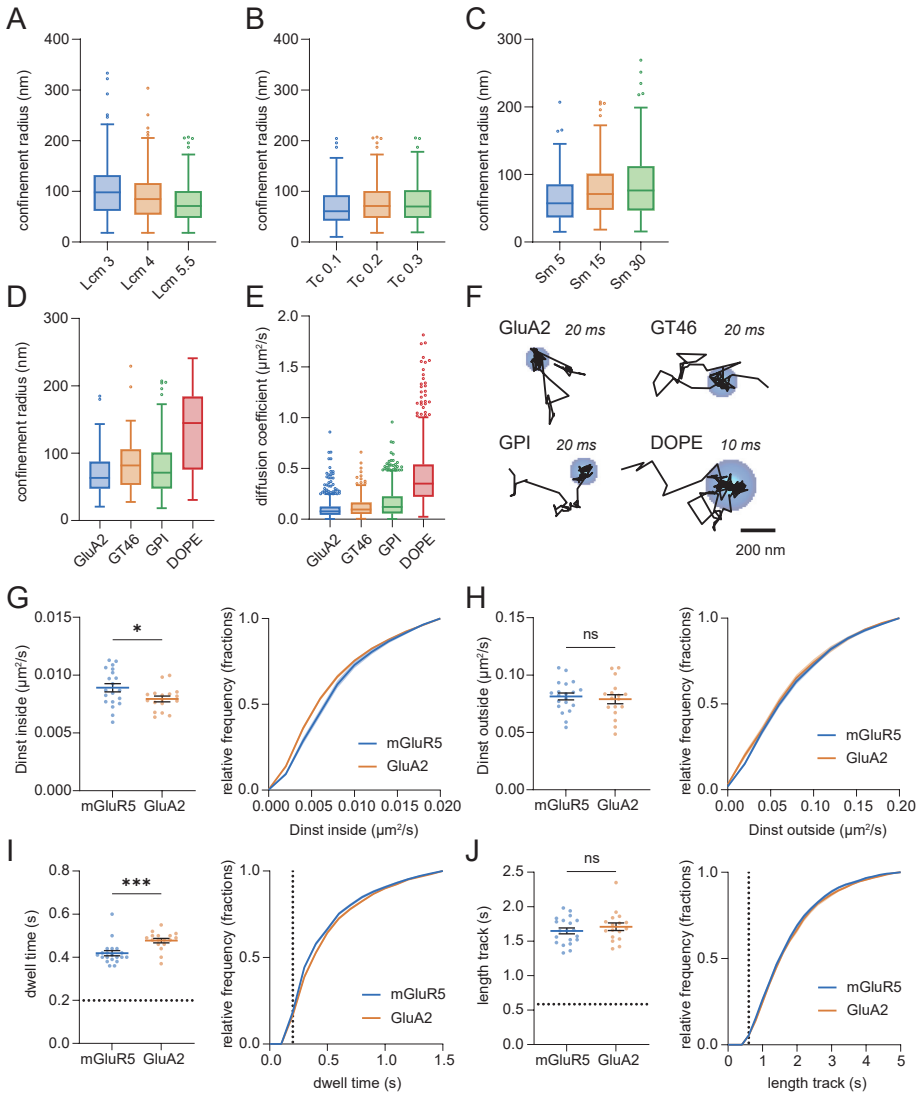 A
confinement radius (nm)
400
300
200
100
0
Lcm 3
Lcm 4
Lcm 5.5
B
confinement radius (nm)
400
300
200
100
0
Tc 0.1
Tc 0.2
Tc 0.3
C
confinement radius (nm)
300
200
100
0
Sm 5
Sm 15
Sm 30
D
confinement radius (nm)
300
200
100
0
GluA2
GT46
GPI
DOPE
E
diffusion coefficient (µm²/s)
2.0
1.5
1.0
0.5
0.0
GluA2
GT46
GPI
DOPE
F
GluA2 20 ms
GT46 20 ms
GPI 20 ms
DOPE 10 ms
200 nm
G
Dinst inside (µm²/s)
0.015
0.010
0.005
0.000
*
mGluR5 GluA2
relative frequency (fractions)
1.0
0.5
0.0
mGluR5
GluA2
0.000 0.005 0.010 0.015 0.020
Dinst inside (µm²/s)
H
Dinst outside (µm²/s)
0.15
0.10
0.05
0.00
ns
mGluR5 GluA2
relative frequency (fractions)
1.0
0.5
0.0
mGluR5
GluA2
0.00 0.05 0.10 0.15 0.20
Dinst outside (µm²/s)
I
dwell time (s)
0.8
0.6
0.4
0.2
0.0
***
mGluR5 GluA2
relative frequency (fractions)
1.0
0.5
0.0
mGluR5
GluA2
0.0 0.5 1.0 1.5
dwell time (s)
J
length track (s)
2.5
2.0
1.5
1.0
0.5
0.0
ns
mGluR5 GluA2
relative frequency (fractions)
1.0
0.5
0.0
mGluR5
GluA2
0 1 2 3 4 5
length track (s)